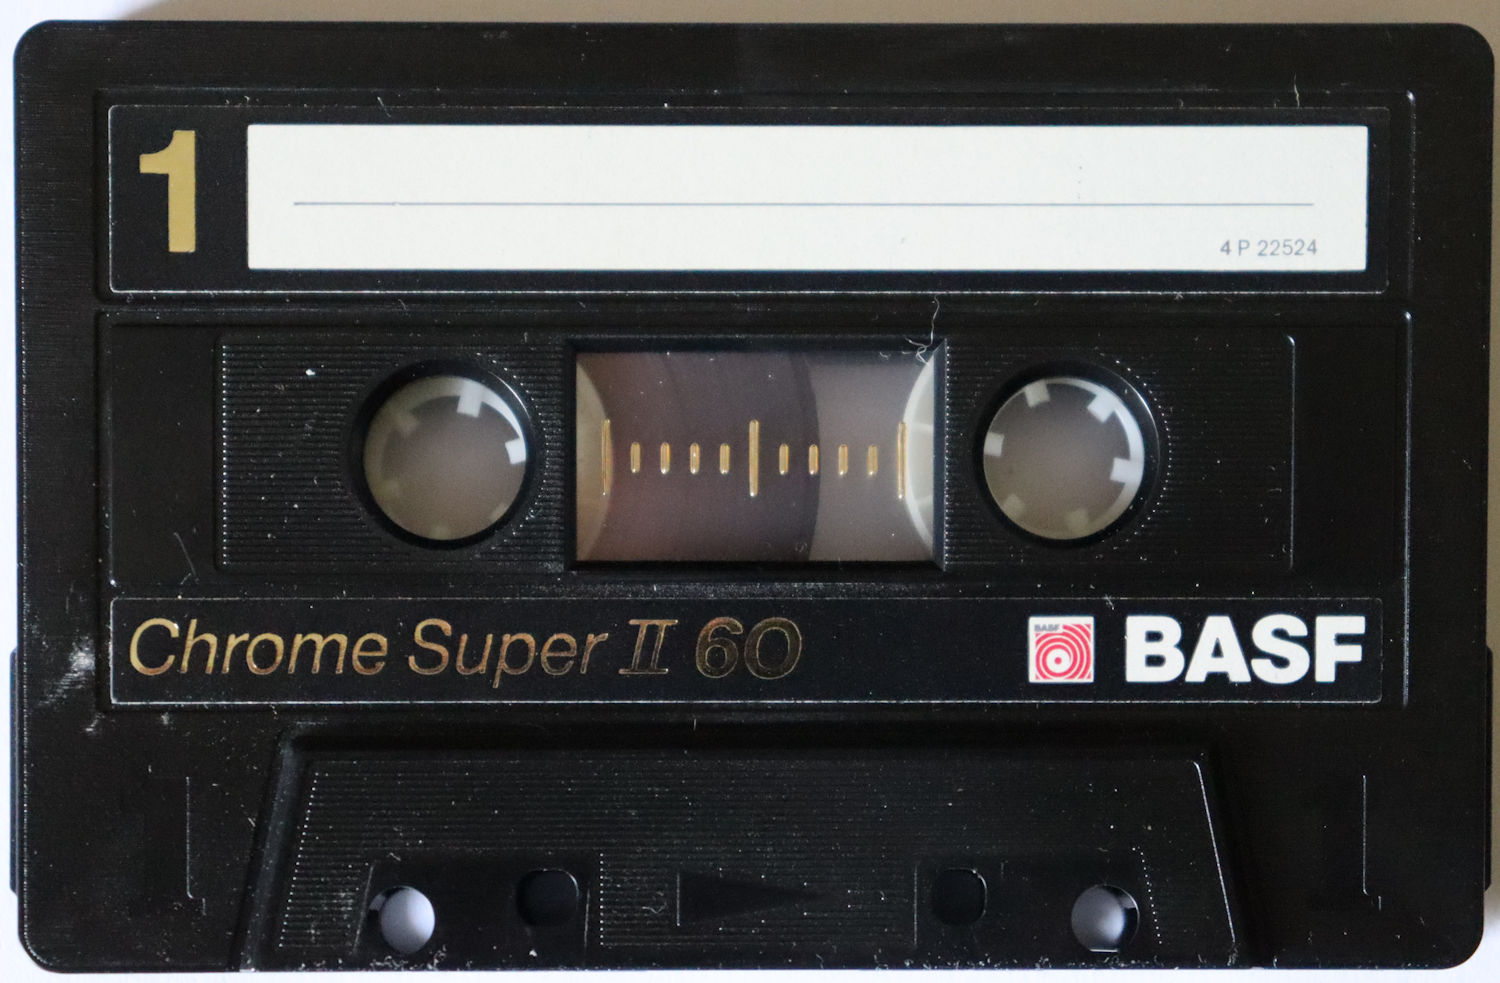 1
4 P 22524
Chrome Super II 60
BASF
BASF